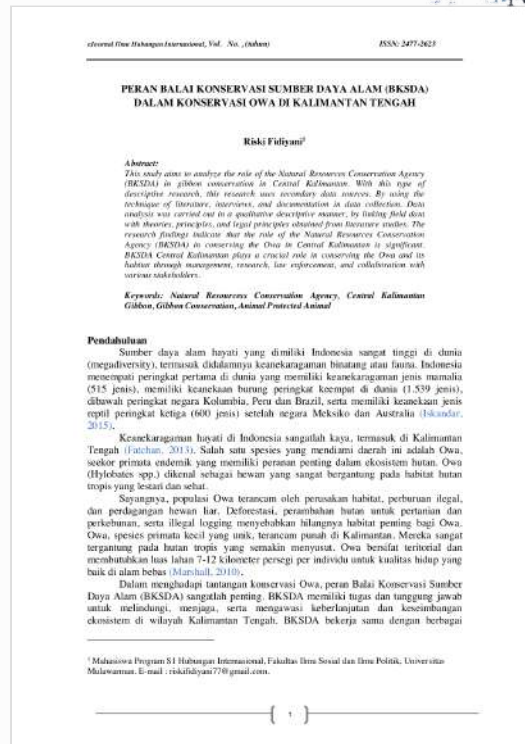 eJournal Ilmu Hubungan Internasional, Vol. No. , (tahun) ISSN: 2477-2623
PERAN BALAI KONSERVASI SUMBER DAYA ALAM (BKSDA)
DALAM KONSERVASI OWA DI KALIMANTAN TENGAH
Riski Fidiyani¹
Abstract:
This study aims to analyze the role of the Natural Resources Conservation Agency
(BKSDA) in gibbon conservation in Central Kalimantan. With this type of
descriptive research, this research uses secondary data sources. By using the
technique of literature, interviews, and documentation in data collection. Data
analysis was carried out in a qualitative descriptive manner, by linking field data
with theories, principles, and legal principles obtained from literature studies. The
research findings indicate that the role of the Natural Resources Conservation
Agency (BKSDA) in conserving the Owa in Central Kalimantan is significant.
BKSDA Central Kalimantan plays a crucial role in conserving the Owa and its
habitat through management, research, law enforcement, and collaboration with
various stakeholders.
Keywords: Natural Resourcess Conservation Agency, Central Kalimantan
Gibbon, Gibbon Conservation, Animal Protected Animal
Pendahuluan
Sumber daya alam hayati yang dimiliki Indonesia sangat tinggi di dunia
(megadiversity), termasuk didalamnya keanekaragaman binatang atau fauna. Indonesia
menempati peringkat pertama di dunia yang memiliki keanekaragaman jenis mamalia
(515 jenis), memiliki keanekaan burung peringkat keempat di dunia (1.539 jenis),
dibawah peringkat negara Kolumbia, Peru dan Brazil, serta memiliki keanekaan jenis
reptil peringkat ketiga (600 jenis) setelah negara Meksiko dan Australia (Iskandar,
2015).
Keanekaragaman hayati di Indonesia sangatlah kaya, termasuk di Kalimantan
Tengah (Fatchan, 2013). Salah satu spesies yang mendiami daerah ini adalah Owa,
seekor primata endemik yang memiliki peranan penting dalam ekosistem hutan. Owa
(Hylobates spp.) dikenal sebagai hewan yang sangat bergantung pada habitat hutan
tropis yang lestari dan sehat.
Sayangnya, populasi Owa terancam oleh perusakan habitat, perburuan ilegal,
dan perdagangan hewan liar. Deforestasi, perambahan hutan untuk pertanian dan
perkebunan, serta illegal logging menyebabkan hilangnya habitat penting bagi Owa.
Owa, spesies primata kecil yang unik, terancam punah di Kalimantan. Mereka sangat
tergantung pada hutan tropis yang semakin menyusut. Owa bersifat teritorial dan
membutuhkan luas lahan 7-12 kilometer persegi per individu untuk kualitas hidup yang
baik di alam bebas (Marshall, 2010).
Dalam menghadapi tantangan konservasi Owa, peran Balai Konservasi Sumber
Daya Alam (BKSDA) sangatlah penting. BKSDA memiliki tugas dan tanggung jawab
untuk melindungi, menjaga, serta mengawasi keberlanjutan dan keseimbangan
ekosistem di wilayah Kalimantan Tengah. BKSDA bekerja sama dengan berbagai
¹ Mahasiswa Program S1 Hubungan Internasional, Fakultas Ilmu Sosial dan Ilmu Politik, Universitas
Mulawarman. E-mail : riskifidiyani77@gmail.com.
1